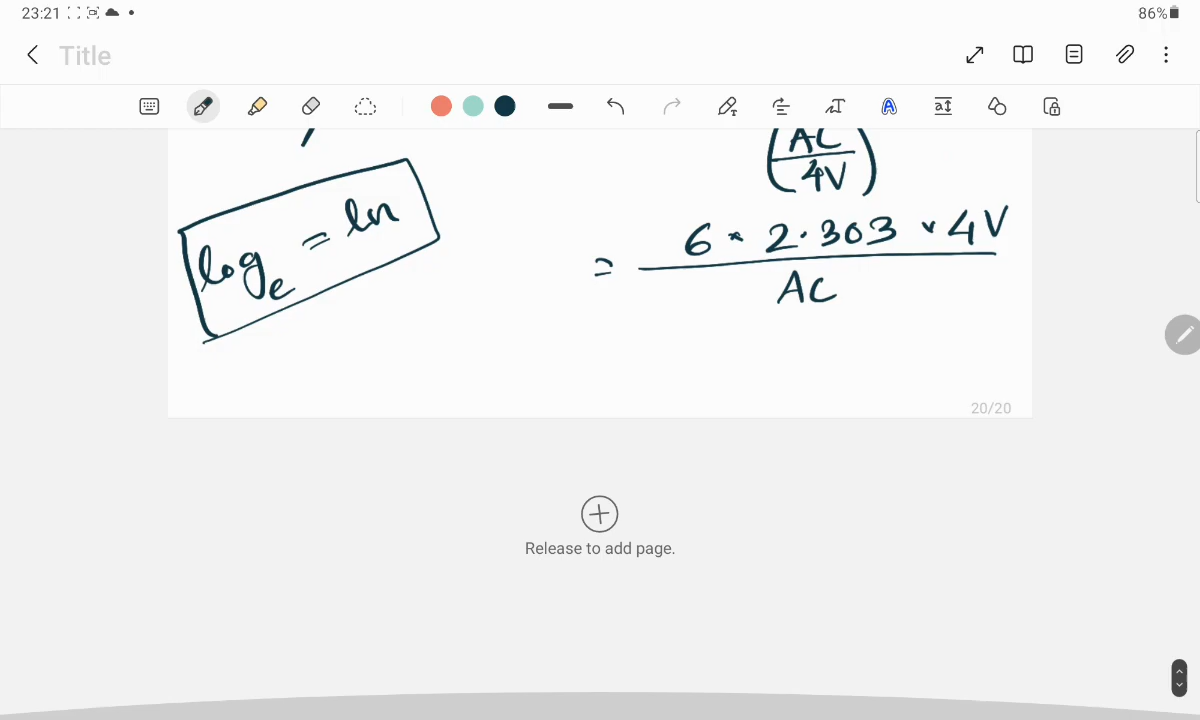 23:21
86%
Title
(AC/4V)
log_e = ln
= 6 × 2·303 × 4V / AC
20/20
Release to add page.